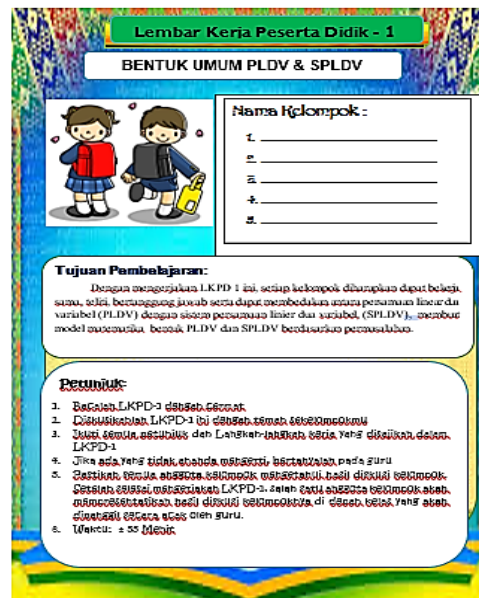 Lembar Kerja Peserta Didik - 1
BENTUK UMUM PLDV & SPLDV
Nama Kelompok :
1.
2.
3.
4.
5.
Tujuan Pembelajaran:
Dengan mengerjakan LKPD 1 ini, setiap kelompok diharapkan dapat bekerja
sama, teliti, bertanggung jawab serta dapat membedakan antara persamaan linear dua
variabel (PLDV) dengan sistem persamaan linier dua variabel (SPLDV), membuat
model matematika bentuk PLDV dan SPLDV berdasarkan permasalahan.
Petunjuk:
1. Bacalah LKPD-1 dengan cermat
2. Diskusikanlah LKPD-1 ini dengan teman sekelompokmu
3. Ikuti semua petunjuk dan Langkah-langkah kerja yang disajikan dalam
LKPD-1
4. Jika ada yang tidak ananda mengerti, bertanyalah pada guru
5. Pastikan semua anggota kelompok mengetahui hasil diskusi kelompok.
Setelah selesai mengerjakan LKPD-1, salah satu anggota kelompok akan
mempresentasikan hasil diskusi kelompoknya di depan kelas yang akan
dipanggil secara acak oleh guru.
6. Waktu: ± 55 Menit